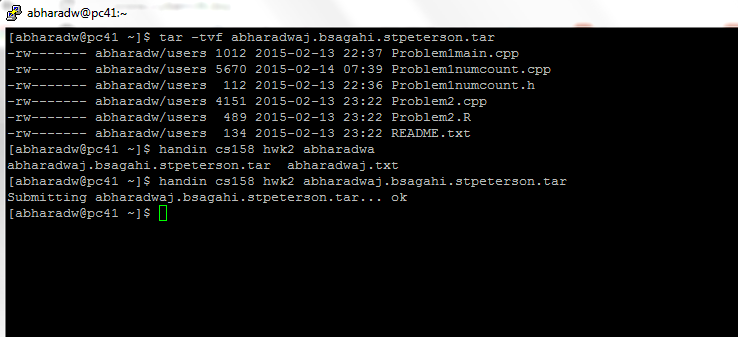 abharadw@pc41:~
[abharadw@pc41 ~]$ tar -tvf abharadwaj.bsagahi.stpeterson.tar
-rw------- abharadw/users 1012 2015-02-13 22:37 Problem1main.cpp
-rw------- abharadw/users 5670 2015-02-14 07:39 Problem1numcount.cpp
-rw------- abharadw/users  112 2015-02-13 22:36 Problem1numcount.h
-rw------- abharadw/users 4151 2015-02-13 23:22 Problem2.cpp
-rw------- abharadw/users  489 2015-02-13 23:22 Problem2.R
-rw------- abharadw/users  134 2015-02-13 23:22 README.txt
[abharadw@pc41 ~]$ handin cs158 hwk2 abharadwa
abharadwaj.bsagahi.stpeterson.tar  abharadwaj.txt
[abharadw@pc41 ~]$ handin cs158 hwk2 abharadwaj.bsagahi.stpeterson.tar
Submitting abharadwaj.bsagahi.stpeterson.tar... ok
[abharadw@pc41 ~]$